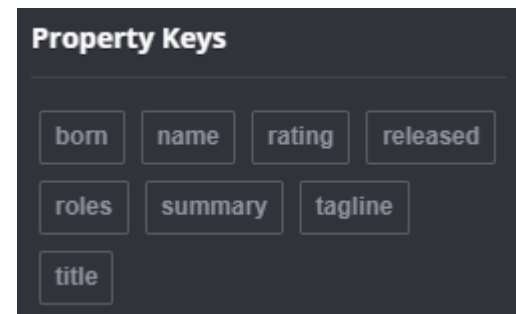 Property Keys
born name rating released
roles summary tagline
title